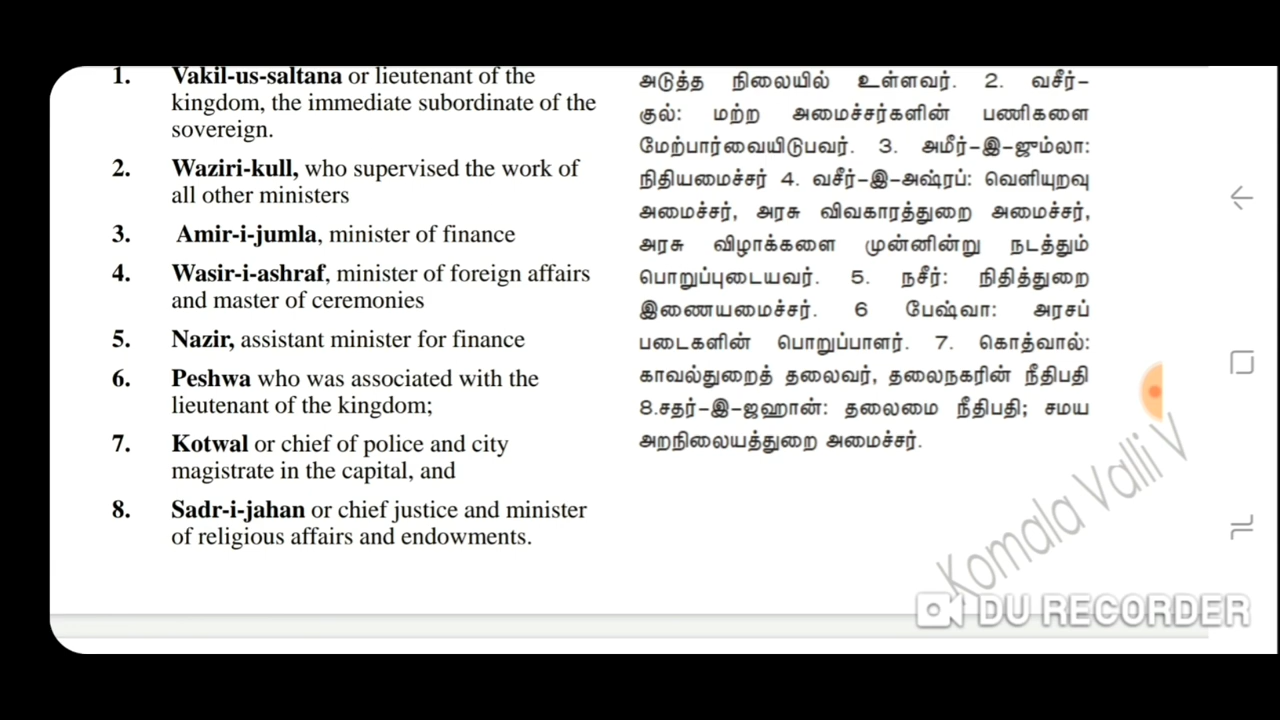 1. Vakil-us-saltana or lieutenant of the
kingdom, the immediate subordinate of the
sovereign.
2. Waziri-kull, who supervised the work of
all other ministers
3. Amir-i-jumla, minister of finance
4. Wasir-i-ashraf, minister of foreign affairs
and master of ceremonies
5. Nazir, assistant minister for finance
6. Peshwa who was associated with the
lieutenant of the kingdom;
7. Kotwal or chief of police and city
magistrate in the capital, and
8. Sadr-i-jahan or chief justice and minister
of religious affairs and endowments.
அடுத்த நிலையில் உள்ளவர். 2. வசீர்-
குல்: மற்ற அமைச்சர்களின் பணிகளை
மேற்பார்வையிடுபவர். 3. அமீர்-இ-ஜும்லா:
நிதியமைச்சர் 4. வசீர்-இ-அஷ்ரப்: வெளியுறவு
அமைச்சர், அரசு விவகாரத்துறை அமைச்சர்,
அரசு விழாக்களை முன்னின்று நடத்தும்
பொறுப்புடையவர். 5. நசீர்: நிதித்துறை
இணையமைச்சர். 6 பேஷ்வா: அரசப்
படைகளின் பொறுப்பாளர். 7. கொத்வால்:
காவல்துறைத் தலைவர், தலைநகரின் நீதிபதி
8.சதர்-இ-ஜஹான்: தலைமை நீதிபதி; சமய
அறநிலையத்துறை அமைச்சர்.
Komala Valli V
DU RECORDER